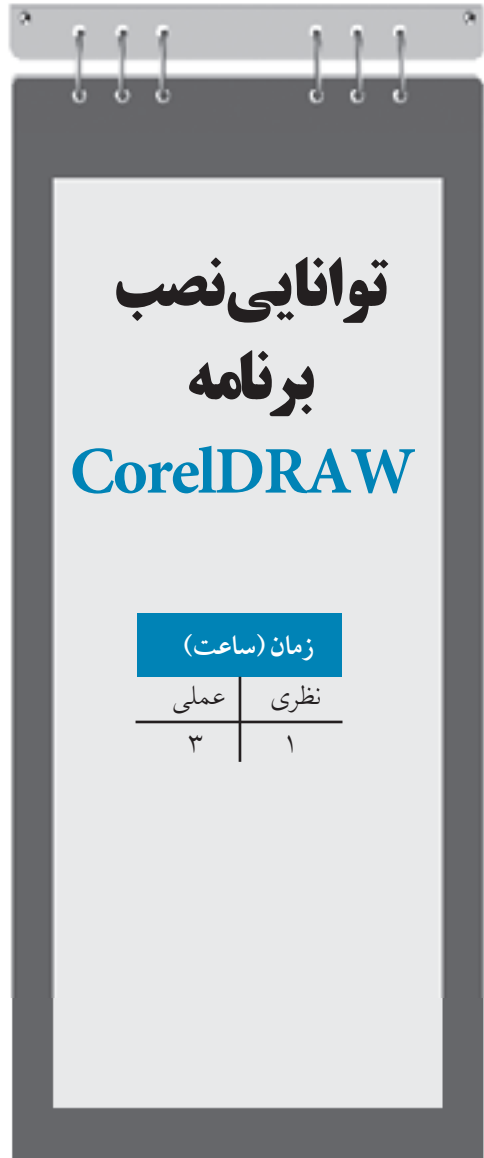 توانایی‌نصب
برنامه
CorelDRAW
زمان (ساعت)
نظری عملی
۱ ۳